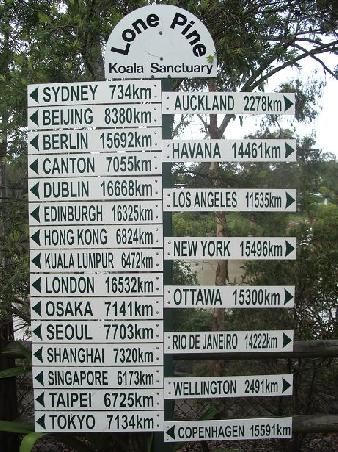 Lone Pine
Koala Sanctuary
SYDNEY 734km
BEIJING 8380km
BERLIN 15692km
CANTON 7055km
DUBLIN 16668km
EDINBURGH 16325km
HONG KONG 6824km
KUALA LUMPUR 6472km
LONDON 16532km
OSAKA 7141km
SEOUL 7703km
SHANGHAI 7320km
SINGAPORE 6173km
TAIPEI 6725km
TOKYO 7134km
AUCKLAND 2278km
HAVANA 14461km
LOS ANGELES 11535km
NEW YORK 15496km
OTTAWA 15300km
RIO DE JANEIRO 14222km
WELLINGTON 2491km
COPENHAGEN 15591km